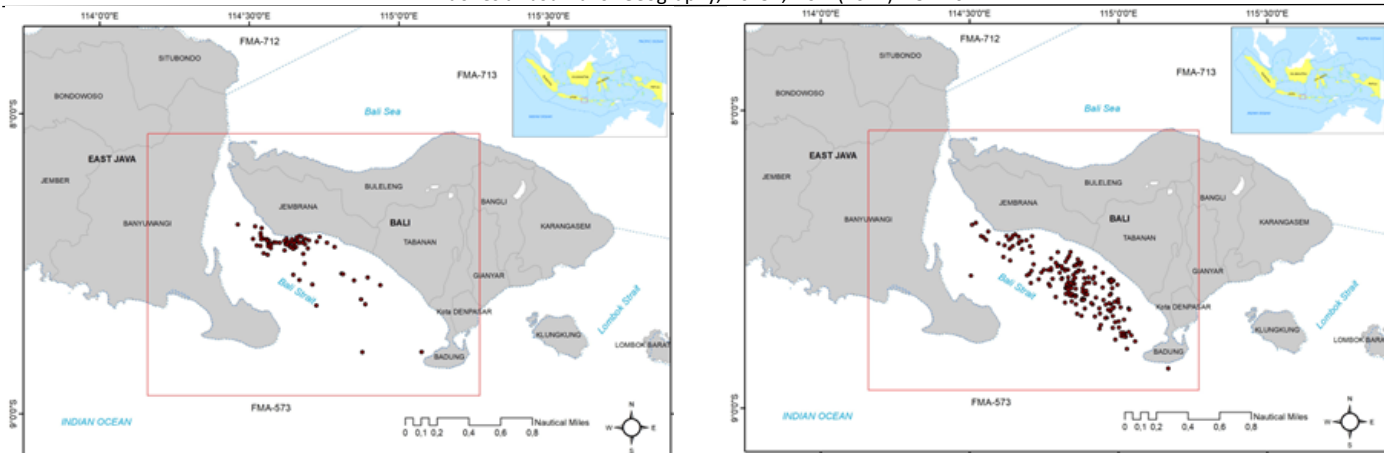 114°0'0"E 114°30'0"E 115°0'0"E 115°30'0"E
FMA-712
SITUBONDO
FMA-713
BONDOWOSO
8°0'0"S
Bali Sea
EAST JAVA
JEMBER
BULELENG
JEMBRANA
BANGLI
BANYUWANGI
BALI
KARANGASEM
TABANAN
GIANYAR
Bali Strait
Kota DENPASAR
KLUNGKUNG
Lombok Strait
LOMBOK BARAT
BADUNG
FMA-573
9°0'0"S
INDIAN OCEAN
Nautical Miles
0 0,1 0,2 0,4 0,6 0,8
N
W E
S
114°0'0"E 114°30'0"E 115°0'0"E 115°30'0"E
FMA-712
SITUBONDO
FMA-713
BONDOWOSO
8°0'0"S
Bali Sea
EAST JAVA
JEMBER
BULELENG
JEMBRANA
BANGLI
BANYUWANGI
BALI
KARANGASEM
TABANAN
GIANYAR
Bali Strait
Kota DENPASAR
KLUNGKUNG
Lombok Strait
LOMBOK BARAT
BADUNG
FMA-573
9°0'0"S
INDIAN OCEAN
Nautical Miles
0 0,1 0,2 0,4 0,6 0,8
N
W E
S